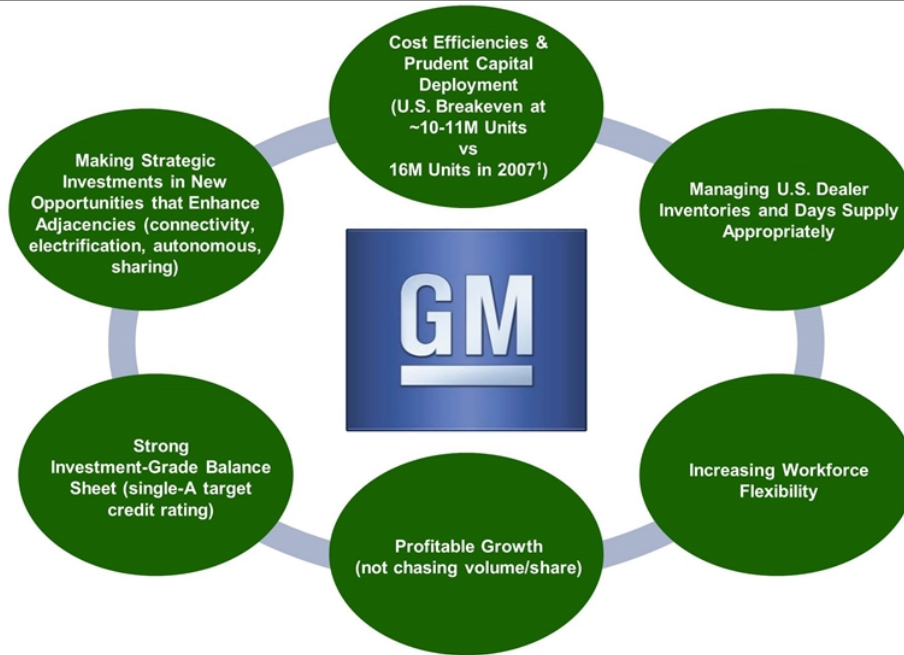 Cost Efficiencies &
Prudent Capital
Deployment
(U.S. Breakeven at
~10-11M Units
vs
16M Units in 2007¹)
Making Strategic
Investments in New
Opportunities that Enhance
Adjacencies (connectivity,
electrification, autonomous,
sharing)
Managing U.S. Dealer
Inventories and Days Supply
Appropriately
GM
Strong
Investment-Grade Balance
Sheet (single-A target
credit rating)
Increasing Workforce
Flexibility
Profitable Growth
(not chasing volume/share)